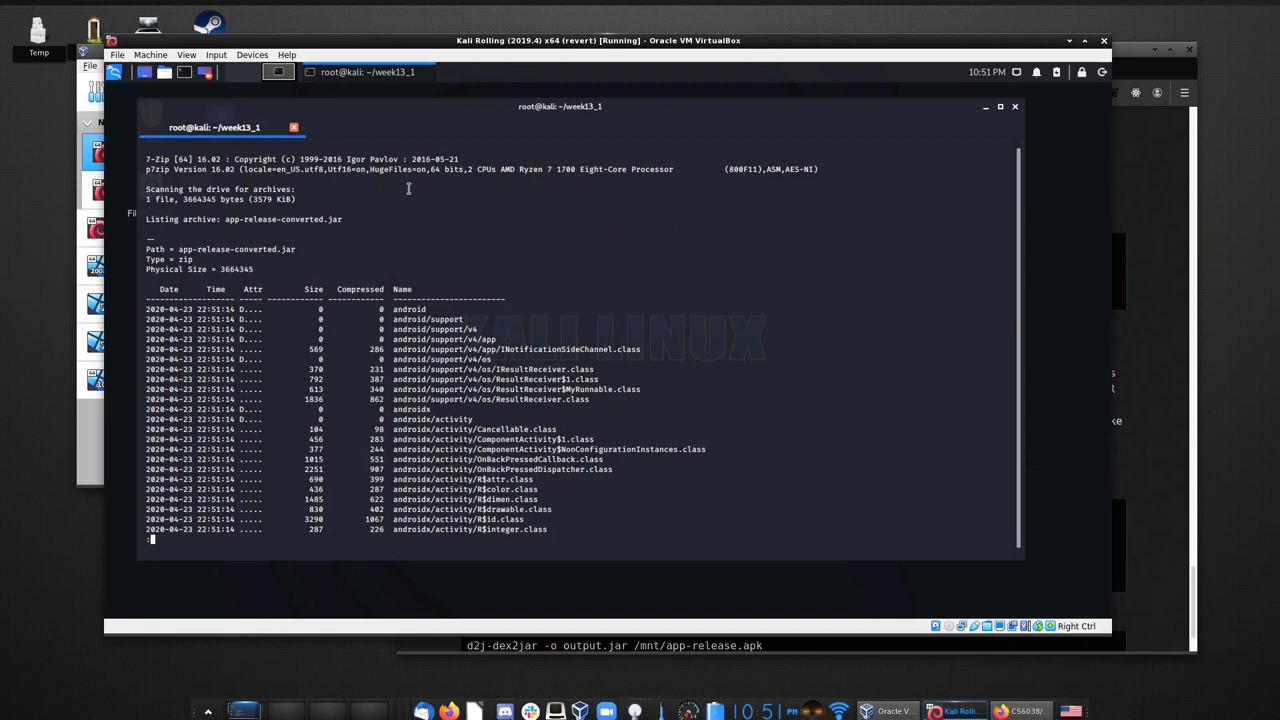 Temp
Kali Rolling (2019.4) x64 (revert) [Running] - Oracle VM VirtualBox
File Machine View Input Devices Help
File
root@kali: ~/week13_1
10:51 PM
root@kali: ~/week13_1
root@kali: ~/week13_1
7-Zip [64] 16.02 : Copyright (c) 1999-2016 Igor Pavlov : 2016-05-21
p7zip Version 16.02 (locale=en_US.utf8,Utf16=on,HugeFiles=on,64 bits,2 CPUs AMD Ryzen 7 1700 Eight-Core Processor (800F11),ASM,AES-NI)
Scanning the drive for archives:
1 file, 3664345 bytes (3579 KiB)
Listing archive: app-release-converted.jar
--
Path = app-release-converted.jar
Type = zip
Physical Size = 3664345
Date Time Attr Size Compressed Name
------------------- ----- ------------ ------------ ------------------------
2020-04-23 22:51:14 D.... 0 0 android
2020-04-23 22:51:14 D.... 0 0 android/support
2020-04-23 22:51:14 D.... 0 0 android/support/v4
2020-04-23 22:51:14 D.... 0 0 android/support/v4/app
2020-04-23 22:51:14 ..... 569 286 android/support/v4/app/INotificationSideChannel.class
2020-04-23 22:51:14 D.... 0 0 android/support/v4/os
2020-04-23 22:51:14 ..... 370 231 android/support/v4/os/IResultReceiver.class
2020-04-23 22:51:14 ..... 792 387 android/support/v4/os/ResultReceiver$1.class
2020-04-23 22:51:14 ..... 613 340 android/support/v4/os/ResultReceiver$MyRunnable.class
2020-04-23 22:51:14 ..... 1836 862 android/support/v4/os/ResultReceiver.class
2020-04-23 22:51:14 D.... 0 0 androidx
2020-04-23 22:51:14 D.... 0 0 androidx/activity
2020-04-23 22:51:14 ..... 104 98 androidx/activity/Cancellable.class
2020-04-23 22:51:14 ..... 456 283 androidx/activity/ComponentActivity$1.class
2020-04-23 22:51:14 ..... 377 244 androidx/activity/ComponentActivity$NonConfigurationInstances.class
2020-04-23 22:51:14 ..... 1015 551 androidx/activity/OnBackPressedCallback.class
2020-04-23 22:51:14 ..... 2251 907 androidx/activity/OnBackPressedDispatcher.class
2020-04-23 22:51:14 ..... 690 399 androidx/activity/R$attr.class
2020-04-23 22:51:14 ..... 436 287 androidx/activity/R$color.class
2020-04-23 22:51:14 ..... 1485 622 androidx/activity/R$dimen.class
2020-04-23 22:51:14 ..... 830 402 androidx/activity/R$drawable.class
2020-04-23 22:51:14 ..... 3290 1067 androidx/activity/R$id.class
2020-04-23 22:51:14 ..... 287 226 androidx/activity/R$integer.class
:
KALI LINUX
Right Ctrl
d2j-dex2jar -o output.jar /mnt/app-release.apk
10:51 PM
Oracle V...
Kali Rolli...
CS6038/...